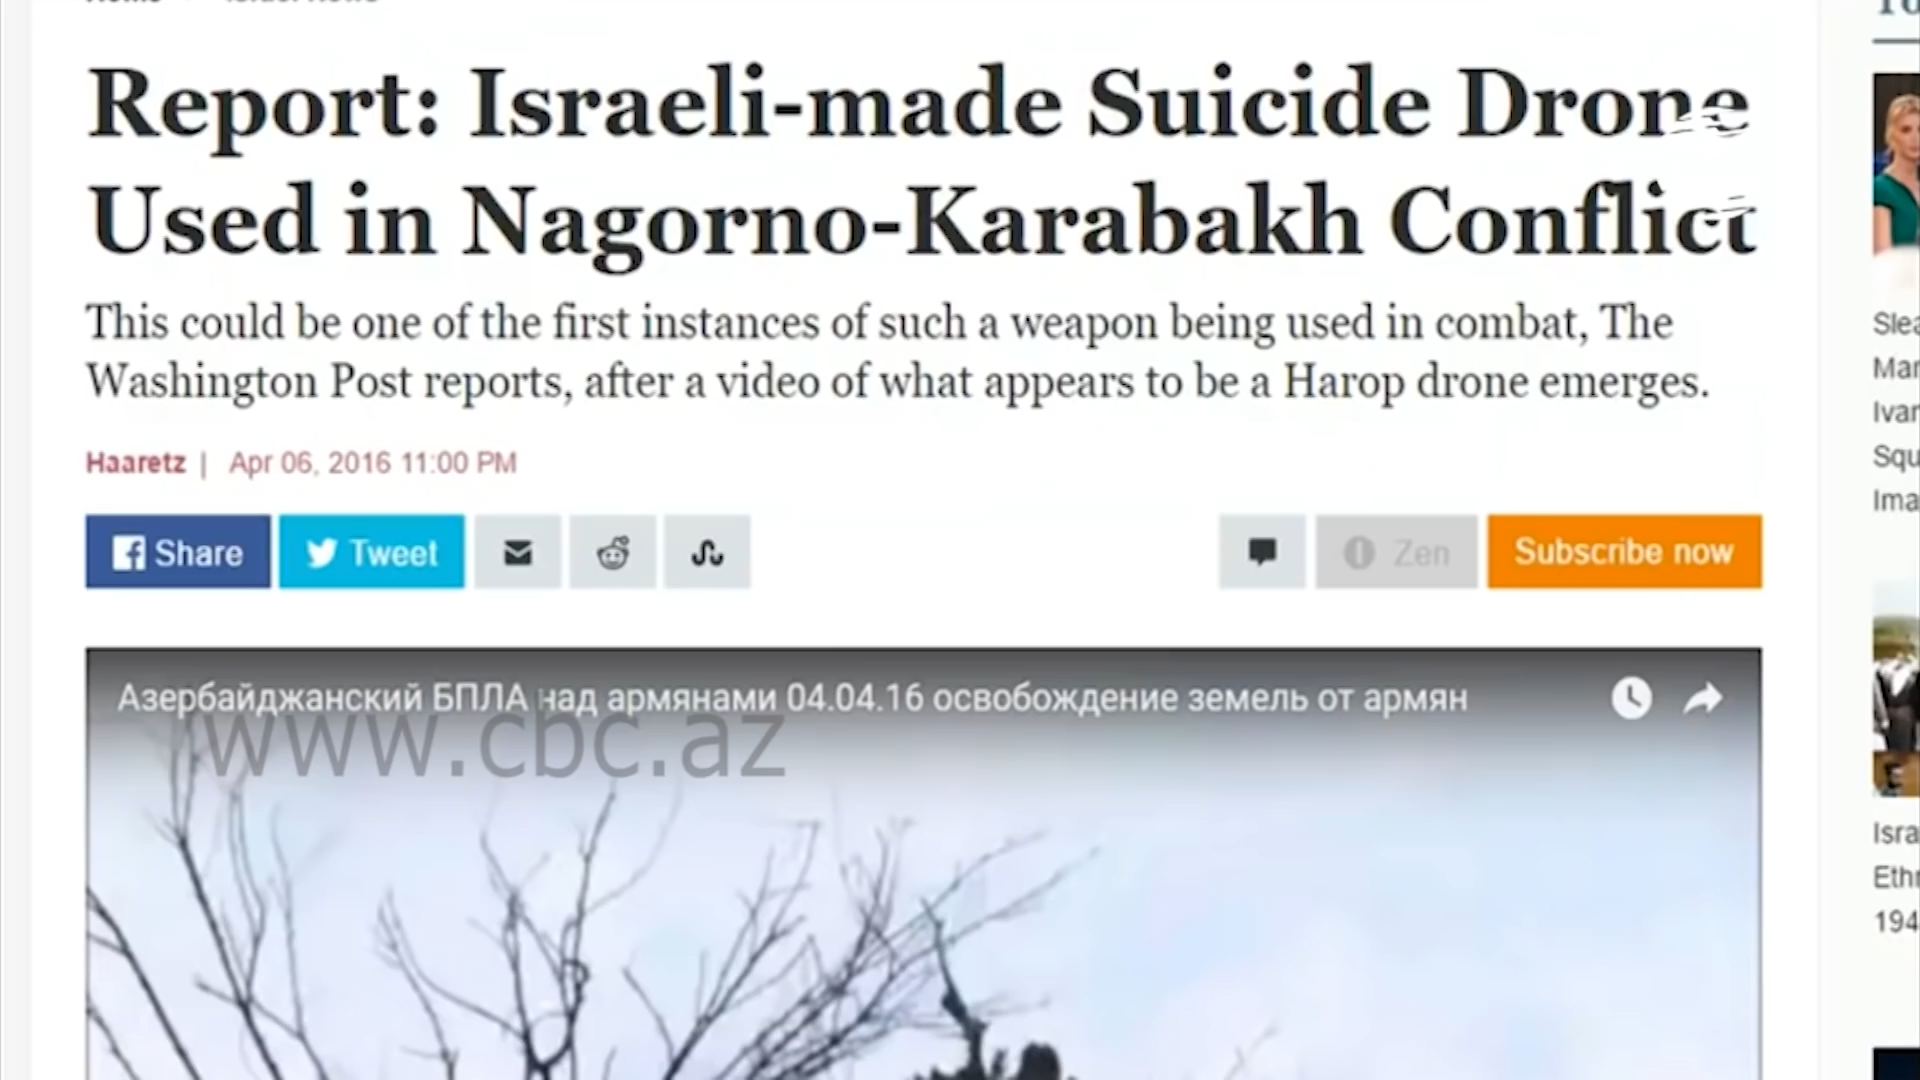 Report: Israeli-made Suicide Drone
Used in Nagorno-Karabakh Conflict
This could be one of the first instances of such a weapon being used in combat, The
Washington Post reports, after a video of what appears to be a Harop drone emerges.
Haaretz | Apr 06, 2016 11:00 PM
Share Tweet Zen Subscribe now
Азербайджанский БПЛА над армянами 04.04.16 освобождение земель от армян
www.cbc.az